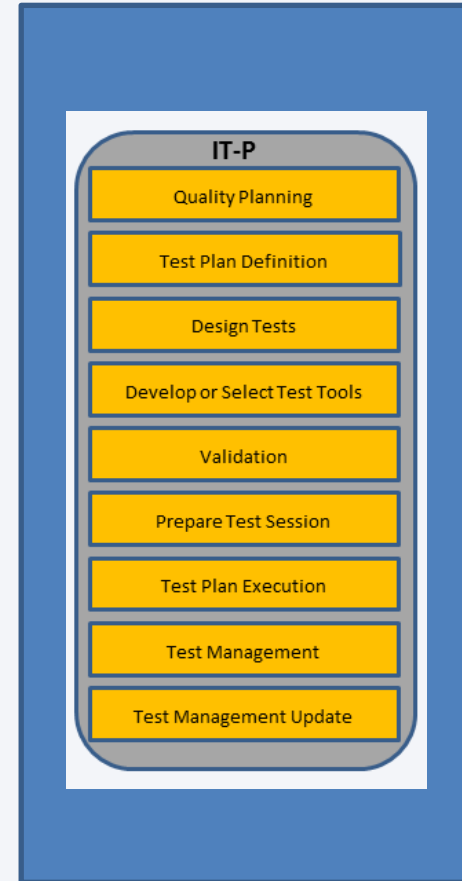 IT-P
Quality Planning
Test Plan Definition
Design Tests
Develop or Select Test Tools
Validation
Prepare Test Session
Test Plan Execution
Test Management
Test Management Update